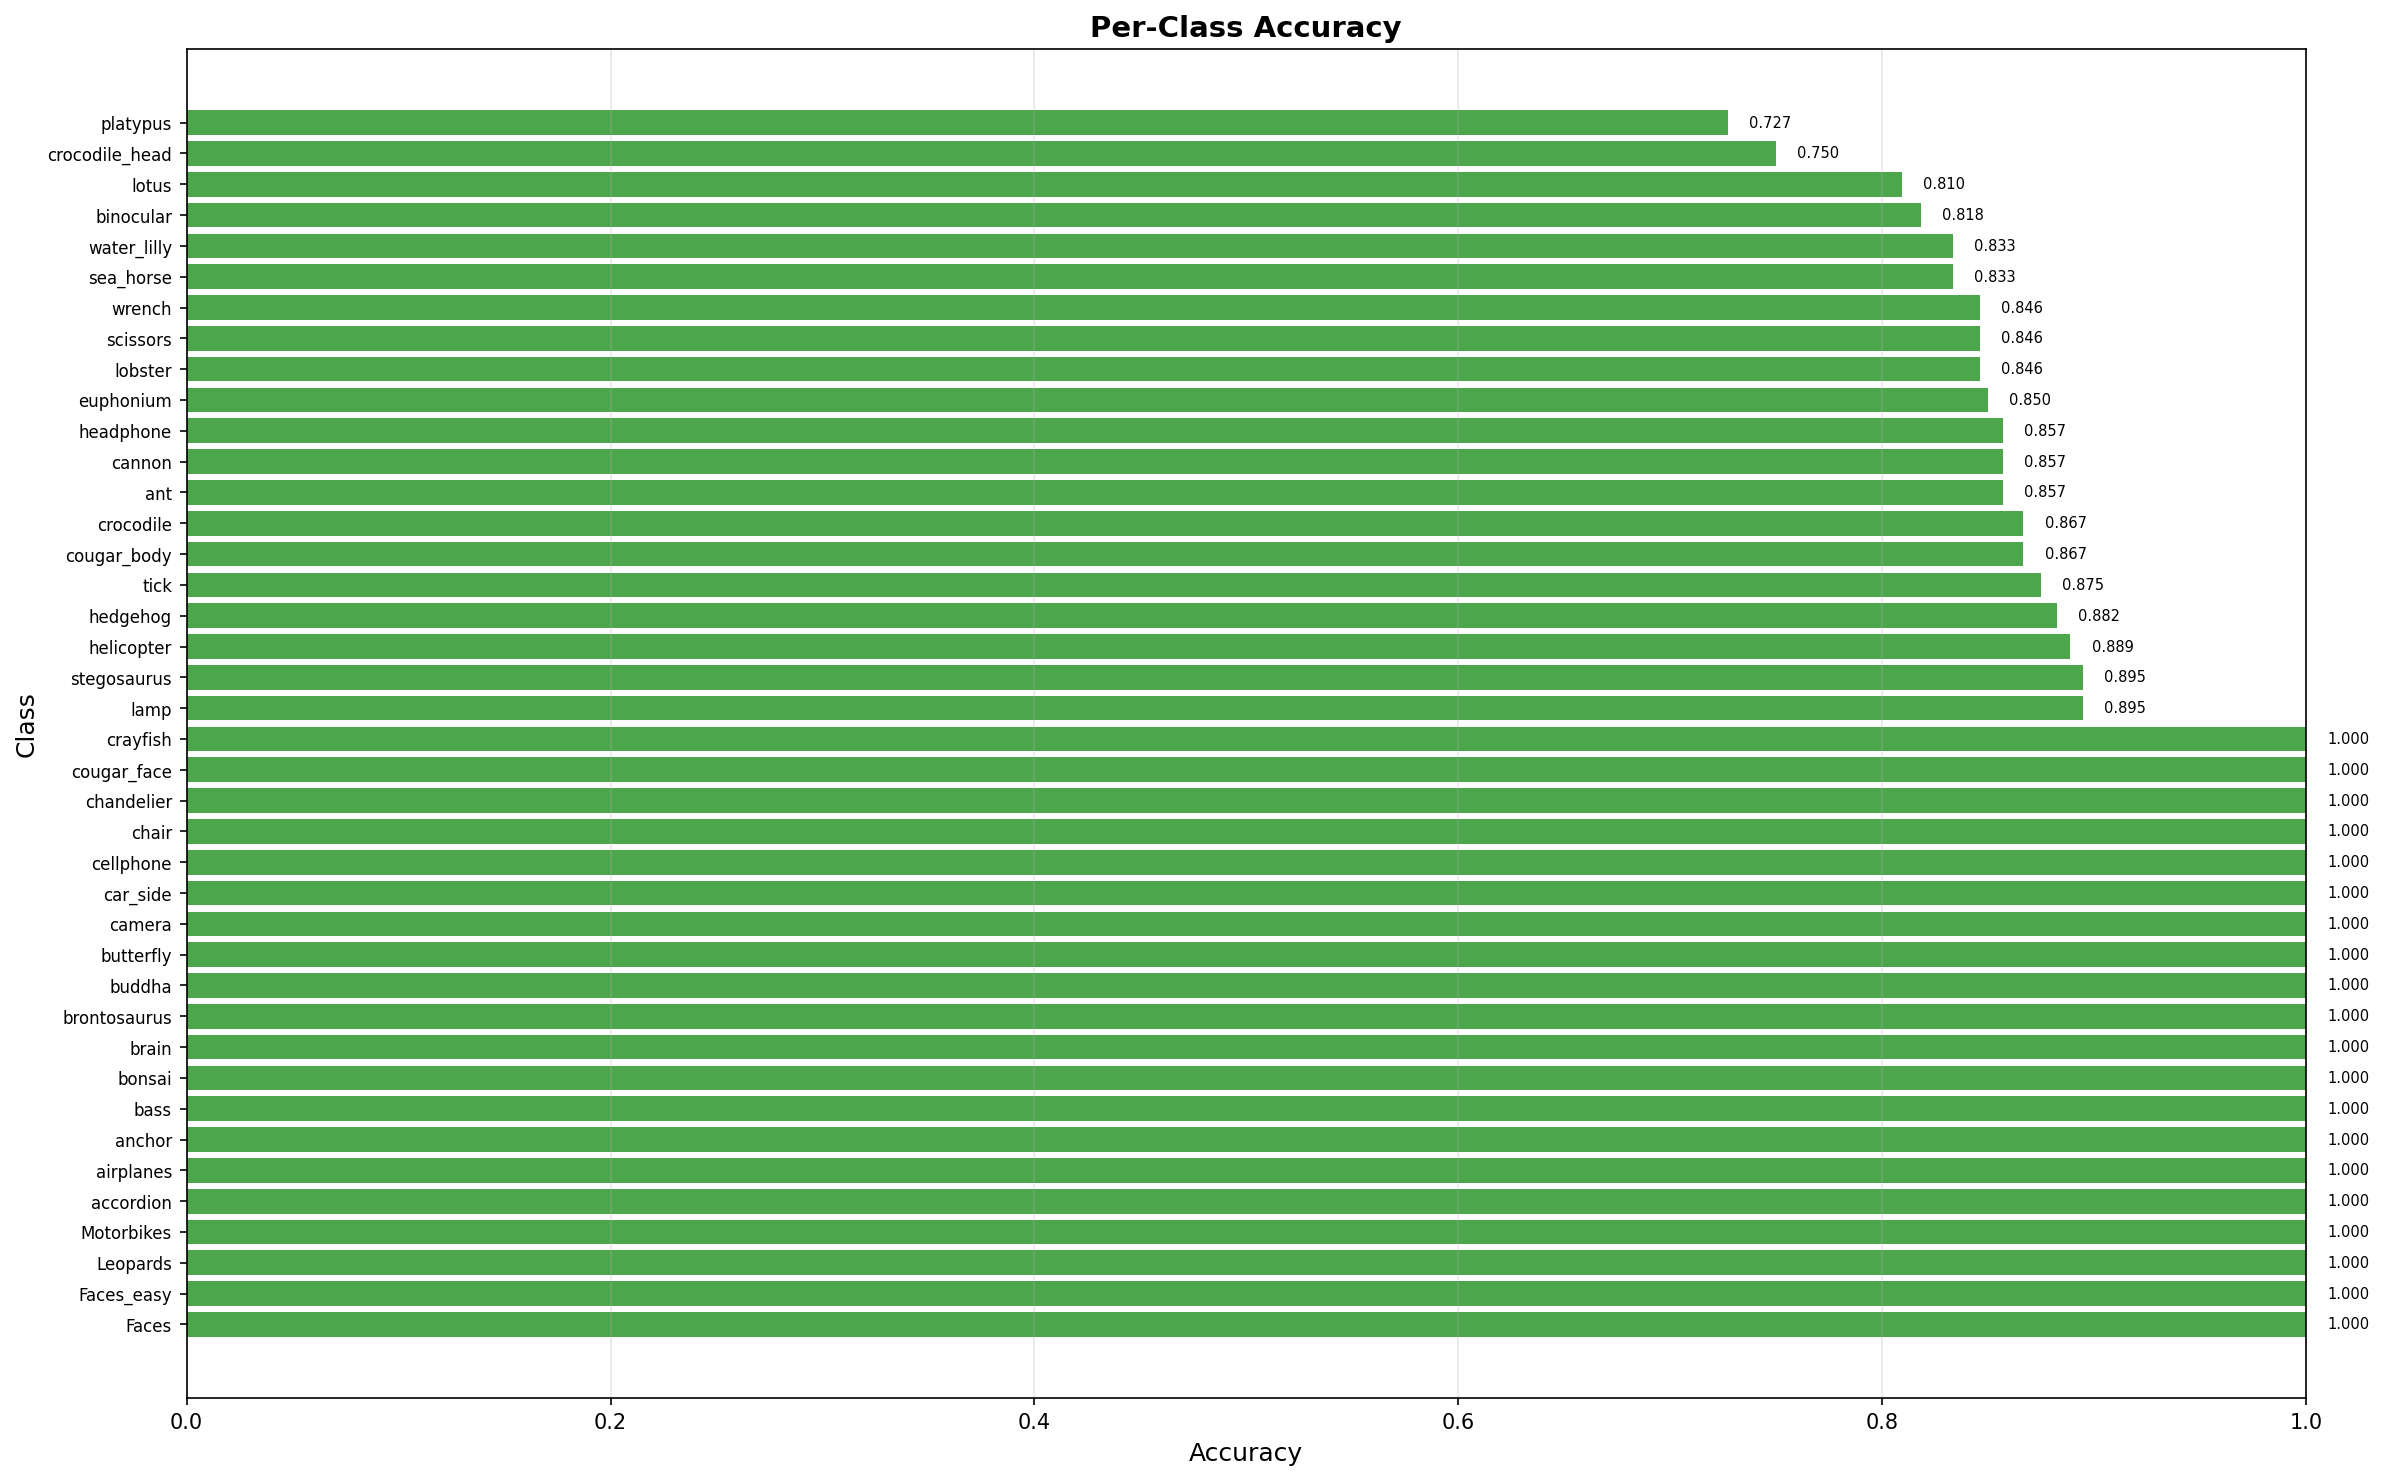 Per-Class Accuracy
platypus 0.727
crocodile_head 0.750
lotus 0.810
binocular 0.818
water_lilly 0.833
sea_horse 0.833
wrench 0.846
scissors 0.846
lobster 0.846
euphonium 0.850
headphone 0.857
cannon 0.857
ant 0.857
crocodile 0.867
cougar_body 0.867
tick 0.875
hedgehog 0.882
helicopter 0.889
stegosaurus 0.895
lamp 0.895
crayfish 1.000
cougar_face 1.000
chandelier 1.000
chair 1.000
cellphone 1.000
car_side 1.000
camera 1.000
butterfly 1.000
buddha 1.000
brontosaurus 1.000
brain 1.000
bonsai 1.000
bass 1.000
anchor 1.000
airplanes 1.000
accordion 1.000
Motorbikes 1.000
Leopards 1.000
Faces_easy 1.000
Faces 1.000
Class
0.0 0.2 0.4 0.6 0.8 1.0
Accuracy